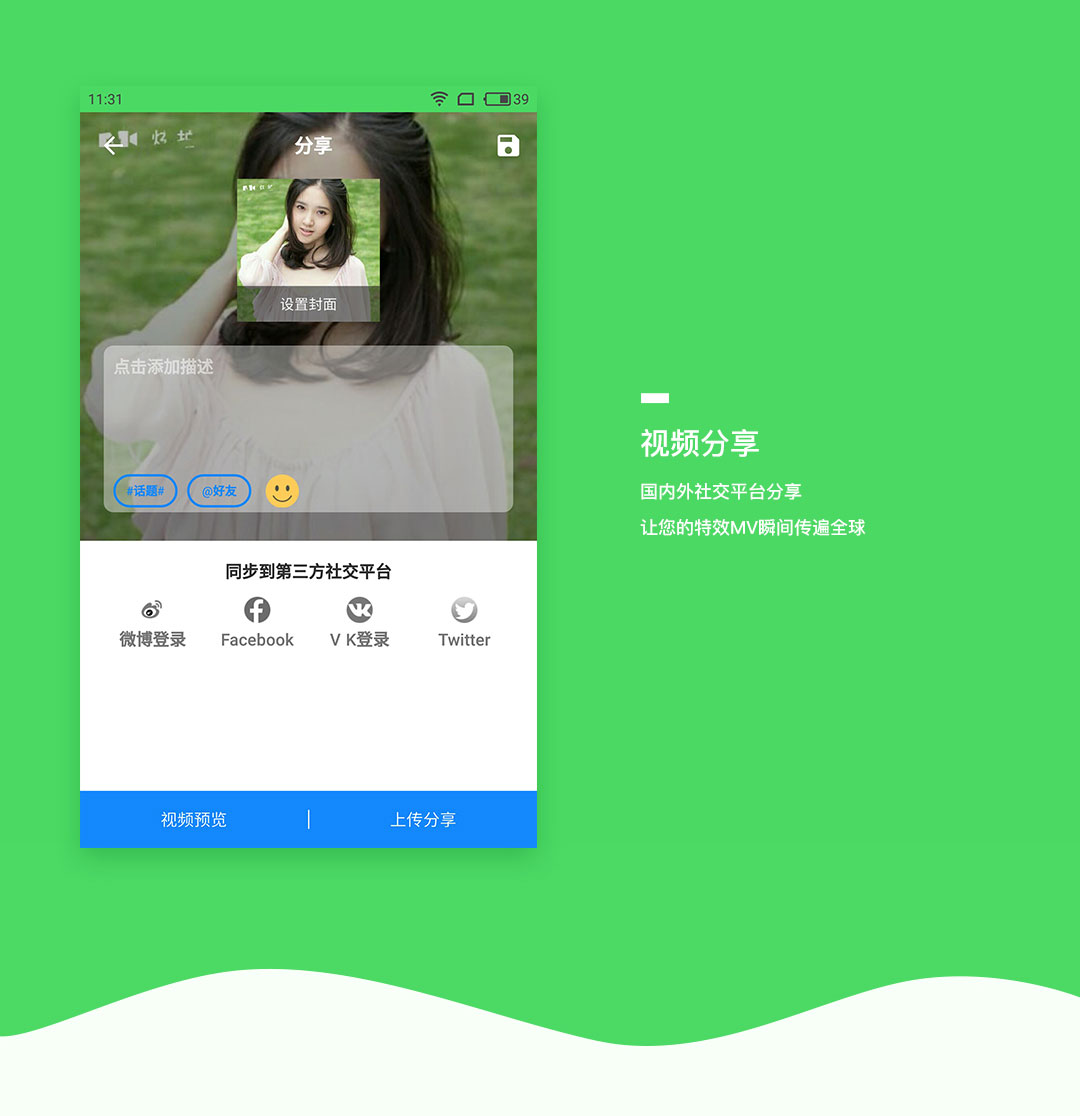 11:31
39
分享
设置封面
点击添加描述
#话题#
@好友
同步到第三方社交平台
微博登录
Facebook
V K登录
Twitter
视频预览
上传分享
视频分享
国内外社交平台分享
让您的特效MV瞬间传遍全球